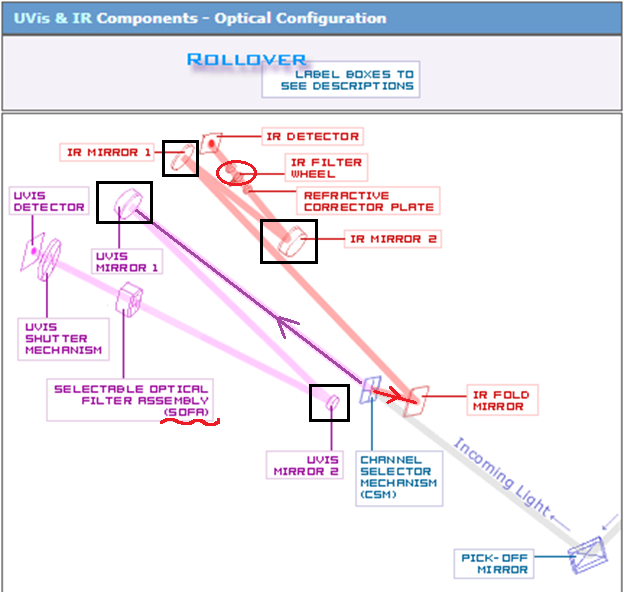 UVis & IR Components - Optical Configuration
ROLLOVER
LABEL BOXES TO
SEE DESCRIPTIONS
IR DETECTOR
IR MIRROR 1
IR FILTER
WHEEL
REFRACTIVE
CORRECTOR PLATE
UVIS
DETECTOR
IR MIRROR 2
UVIS
MIRROR 1
UVIS
SHUTTER
MECHANISM
SELECTABLE OPTICAL
FILTER ASSEMBLY
(SOFA)
IR FOLD
MIRROR
UVIS
MIRROR 2
CHANNEL
SELECTOR
MECHANISM
(CSM)
Incoming Light
PICK-OFF
MIRROR